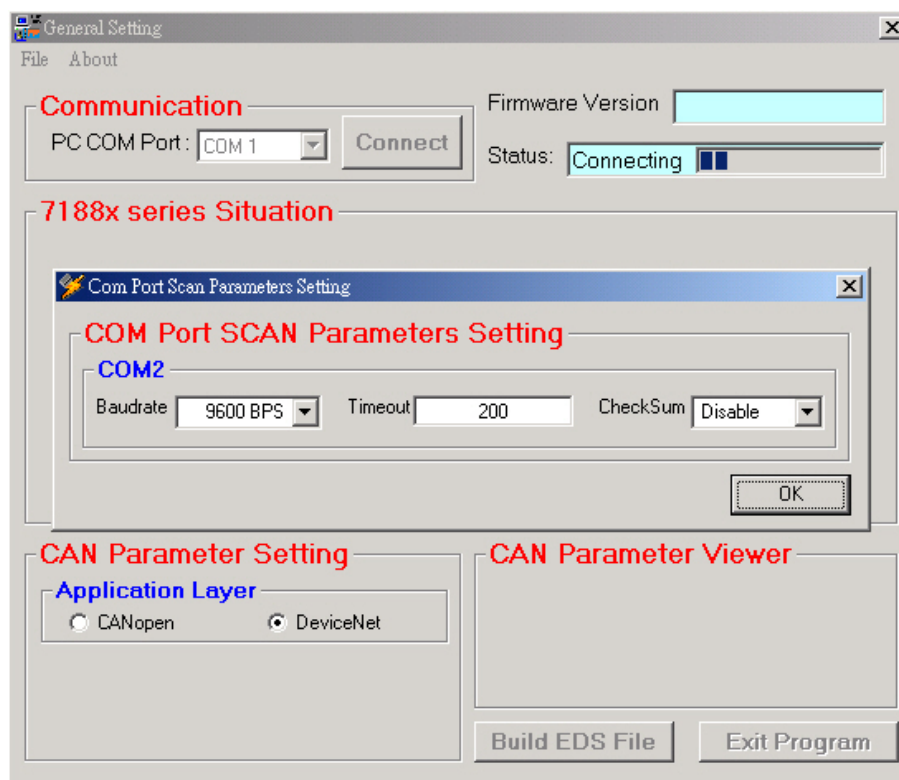 General Setting
File About
Communication
PC COM Port : COM 1 Connect
Firmware Version
Status: Connecting
7188x series Situation
Com Port Scan Parameters Setting
COM Port SCAN Parameters Setting
COM2
Baudrate 9600 BPS Timeout 200 CheckSum Disable
OK
CAN Parameter Setting
Application Layer
CANopen DeviceNet
CAN Parameter Viewer
Build EDS File Exit Program